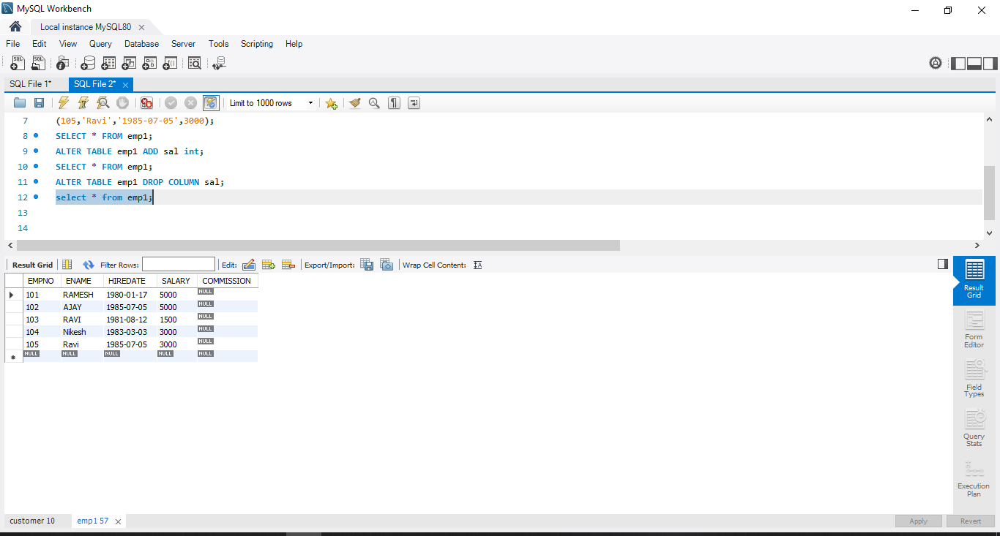 MySQL Workbench
Local instance MySQL80
File Edit View Query Database Server Tools Scripting Help
SQL File 1* SQL File 2*
Limit to 1000 rows
7 (105,'Ravi','1985-07-05',3000);
8 SELECT * FROM emp1;
9 ALTER TABLE emp1 ADD sal int;
10 SELECT * FROM emp1;
11 ALTER TABLE emp1 DROP COLUMN sal;
12 select * from emp1;
13
14
Result Grid Filter Rows: Edit: Export/Import: Wrap Cell Content:
EMPNO ENAME HIREDATE SALARY COMMISSION
101 RAMESH 1980-01-17 5000 NULL
102 AJAY 1985-07-05 5000 NULL
103 RAVI 1981-08-12 1500 NULL
104 Nikesh 1983-03-03 3000 NULL
105 Ravi 1985-07-05 3000 NULL
NULL NULL NULL NULL NULL
Result
Grid
Form
Editor
Field
Types
Query
Stats
Execution
Plan
customer 10 emp1 57 Apply Revert